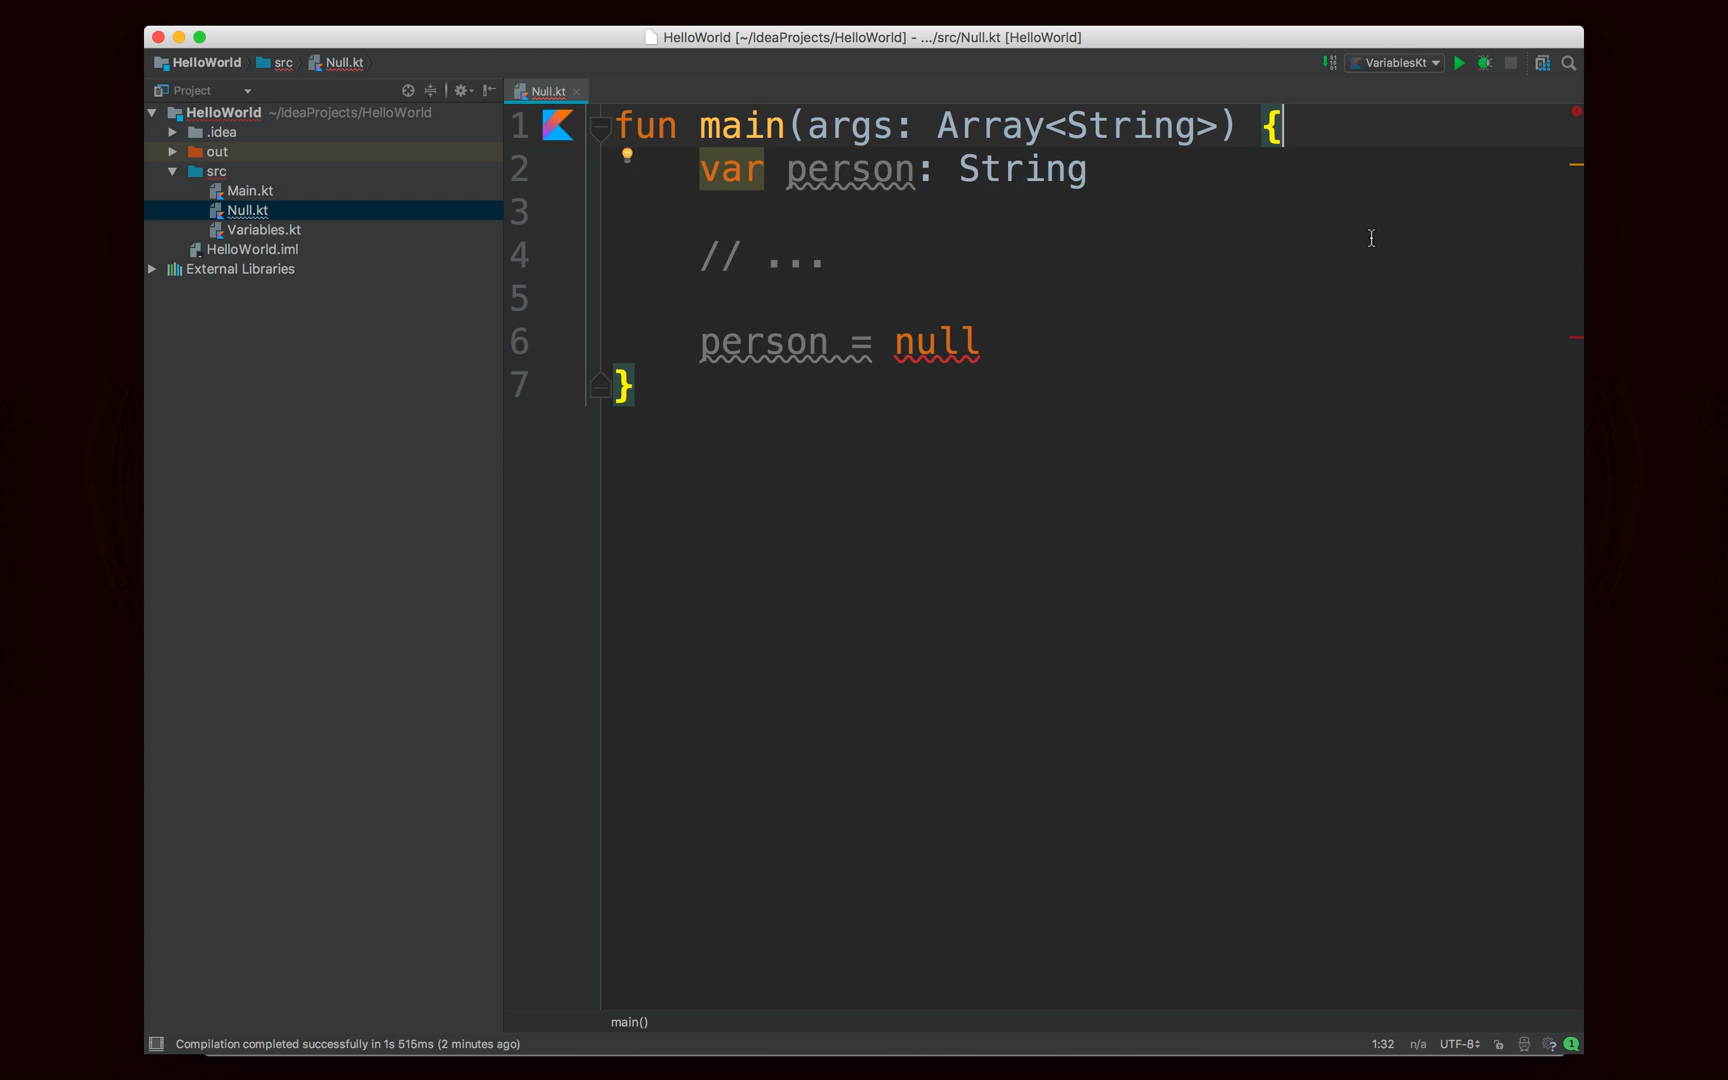 HelloWorld [~/IdeaProjects/HelloWorld] - .../src/Null.kt [HelloWorld]
HelloWorld src Null.kt
VariablesKt
Project
Null.kt
HelloWorld ~/IdeaProjects/HelloWorld
.idea
out
src
Main.kt
Null.kt
Variables.kt
HelloWorld.iml
External Libraries
1 fun main(args: Array<String>) {
2 var person: String
3
4 // ...
5
6 person = null
7 }
main()
Compilation completed successfully in 1s 515ms (2 minutes ago)
1:32 n/a UTF-8 1